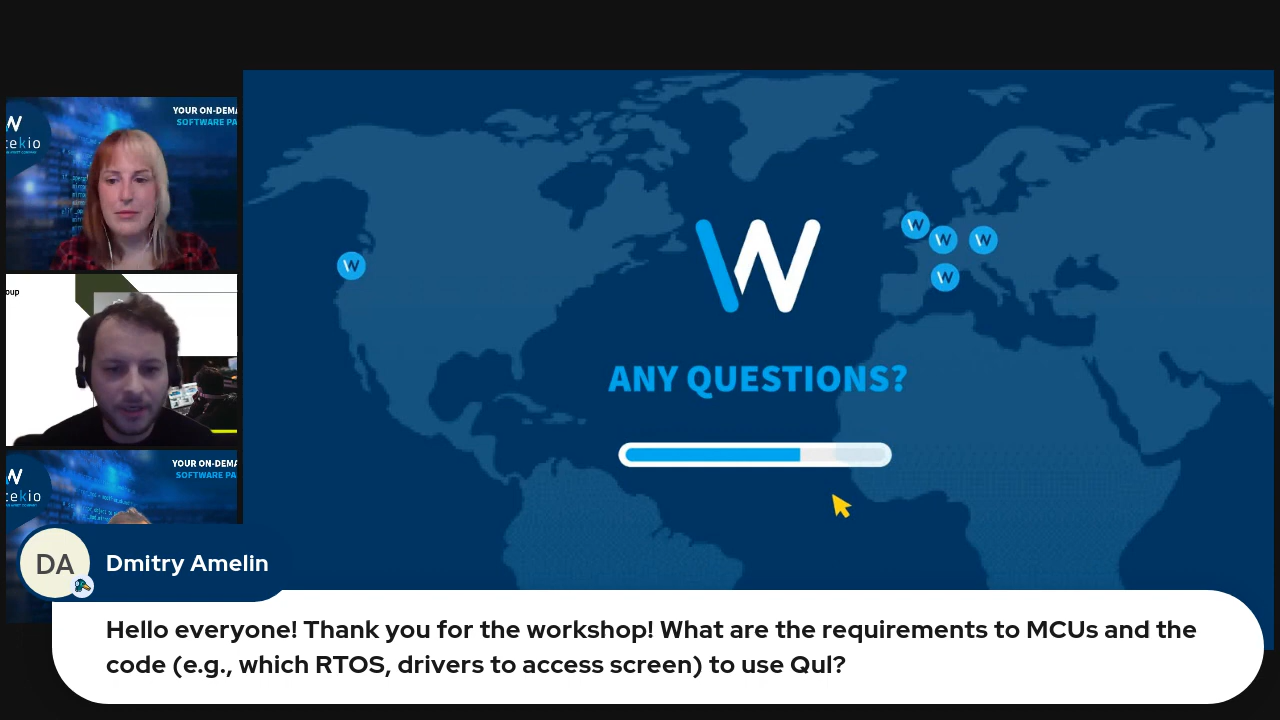 YOUR ON-DEMA
SOFTWARE PA
W
tekio
oup
YOUR ON-DEMA
SOFTWARE PA
W
tekio
W
W
W
W
W
W
ANY QUESTIONS?
DA
Dmitry Amelin
Hello everyone! Thank you for the workshop! What are the requirements to MCUs and the
code (e.g., which RTOS, drivers to access screen) to use Qul?